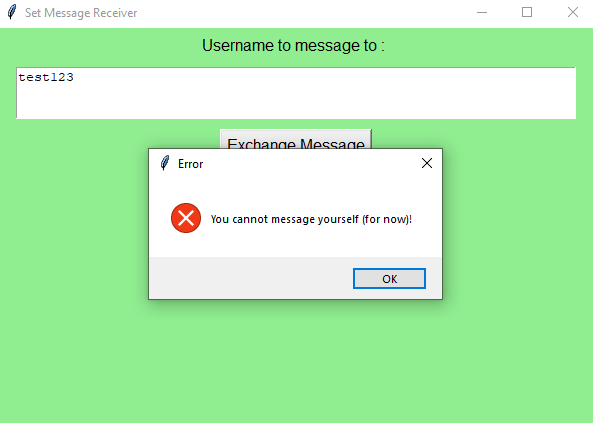 Set Message Receiver
Username to message to :
test123
Exchange Message
Error
You cannot message yourself (for now)!
OK